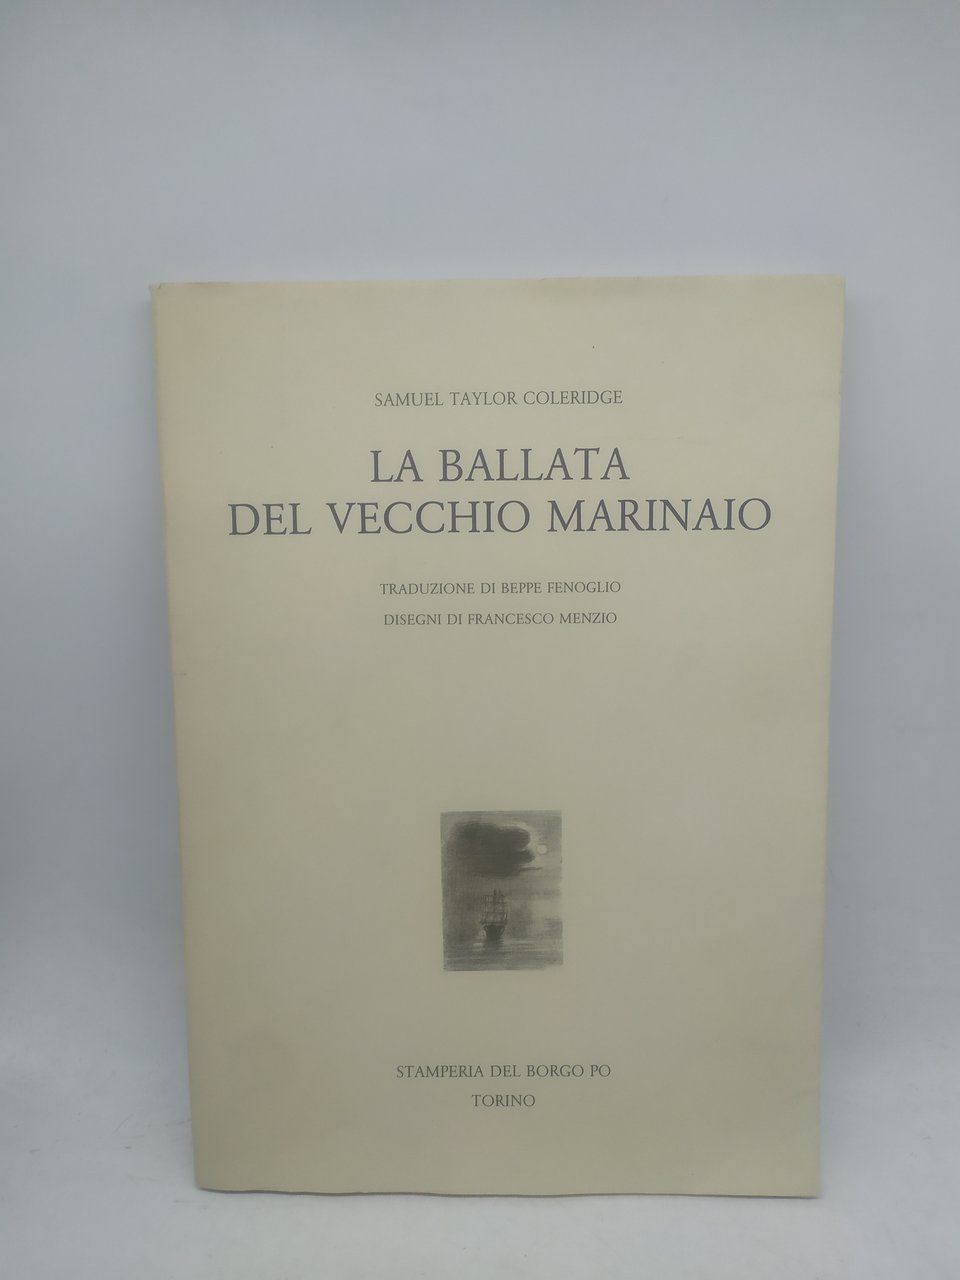 SAMUEL TAYLOR COLERIDGE
LA BALLATA
DEL VECCHIO MARINAIO
TRADUZIONE DI BEPPE FENOGLIO
DISEGNI DI FRANCESCO MENZIO
STAMPERIA DEL BORGO PO
TORINO